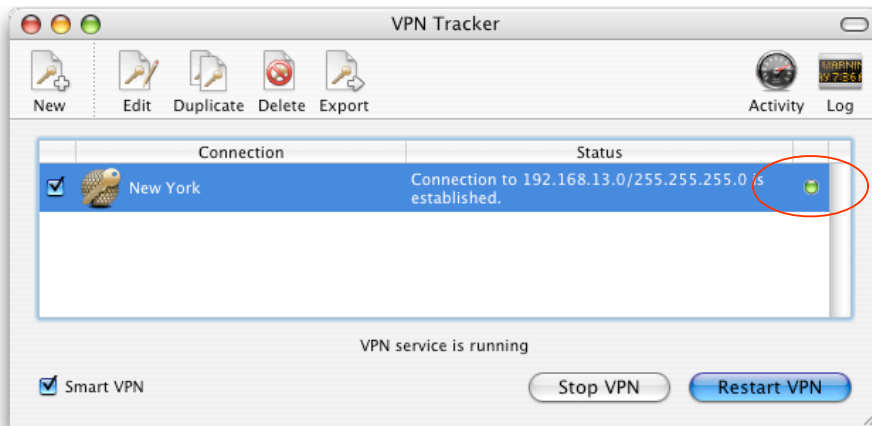 VPN Tracker
New Edit Duplicate Delete Export Activity Log
Connection Status
New York
Connection to 192.168.13.0/255.255.255.0 is
established.
VPN service is running
Smart VPN Stop VPN Restart VPN